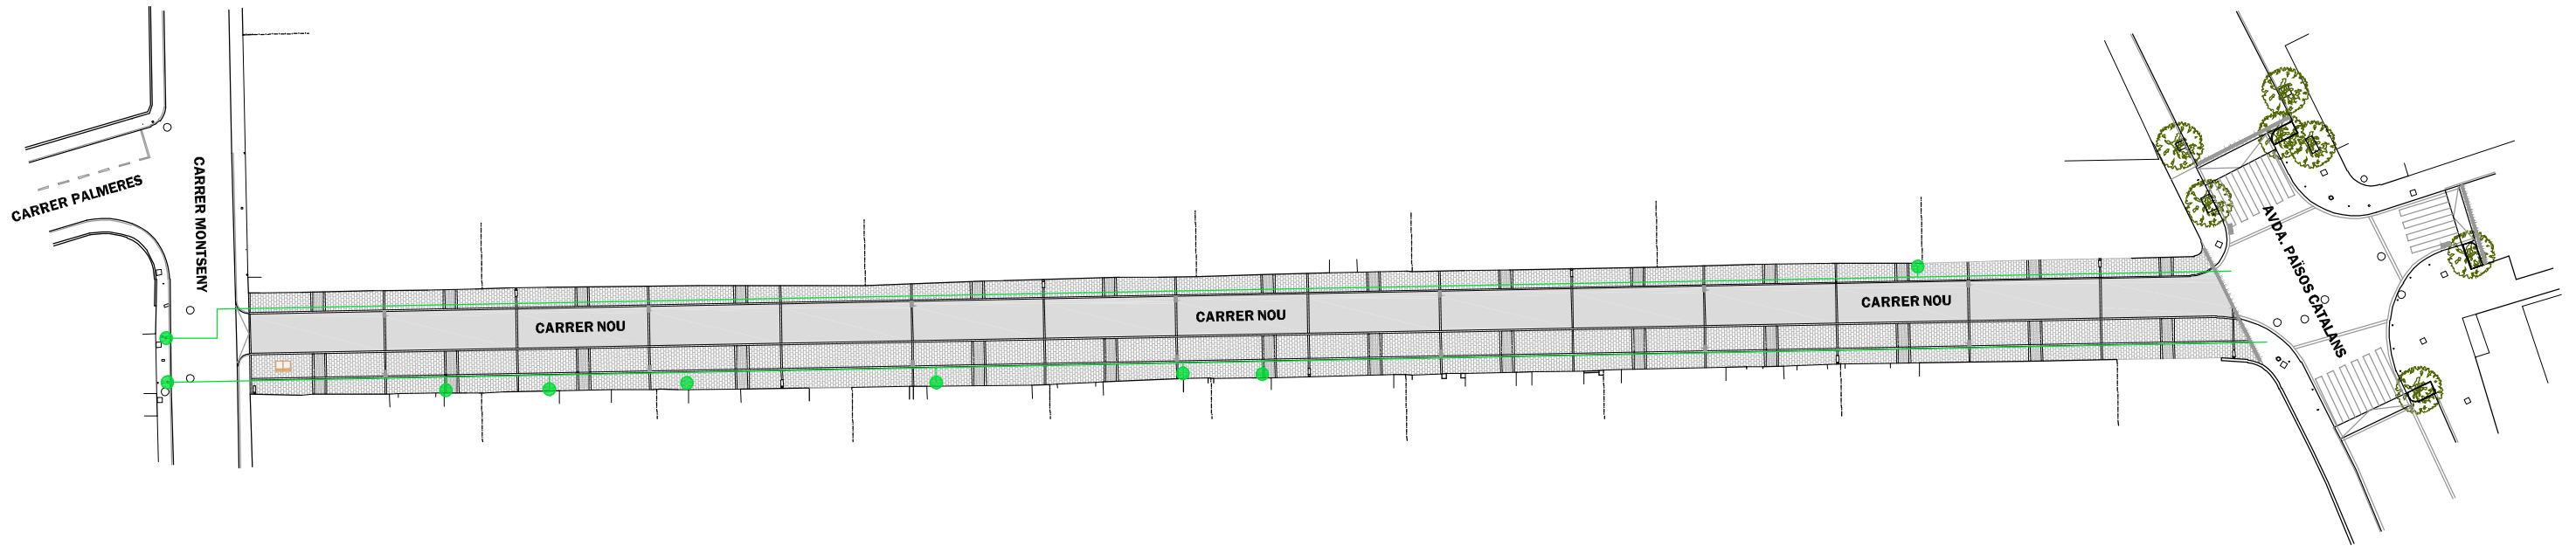 CARRER PALMERES
CARRER MONTSENY
CARRER NOU
CARRER NOU
CARRER NOU
AVDA. PAÏSOS CATALANS